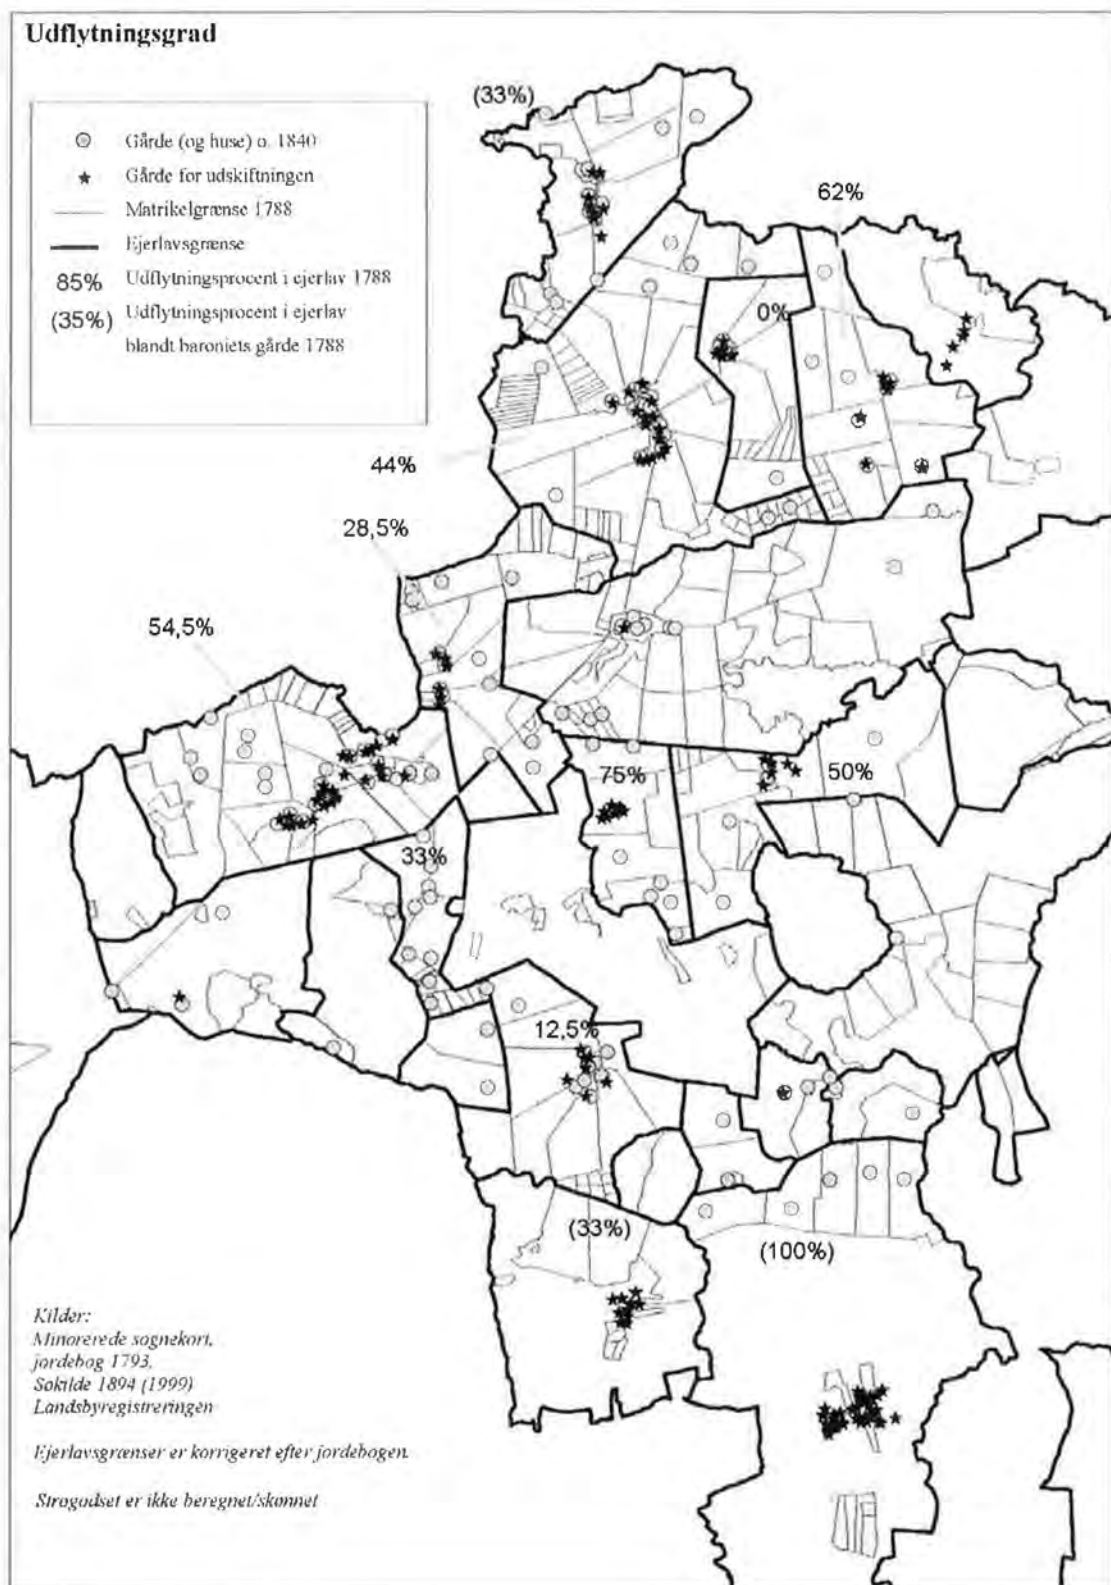 Udflytningsgrad
Gårde (og huse) o. 1840
Gårde før udskiftningen
Matrikelgrænse 1788
Ejerlavsgrænse
85% Udflytningsprocent i ejerlav 1788
(35%) Udflytningsprocent i ejerlav
blandt baroniets gårde 1788
(33%)
62%
0%
44%
28,5%
54,5%
75%
50%
33%
12,5%
(33%)
(100%)
Kilder:
Minorerede sognekort,
jordebog 1793,
Søkilde 1894 (1999)
Landsbyregistreringen
Ejerlavsgrænser er korrigeret efter jordebogen.
Strøgodset er ikke beregnet/skønnet